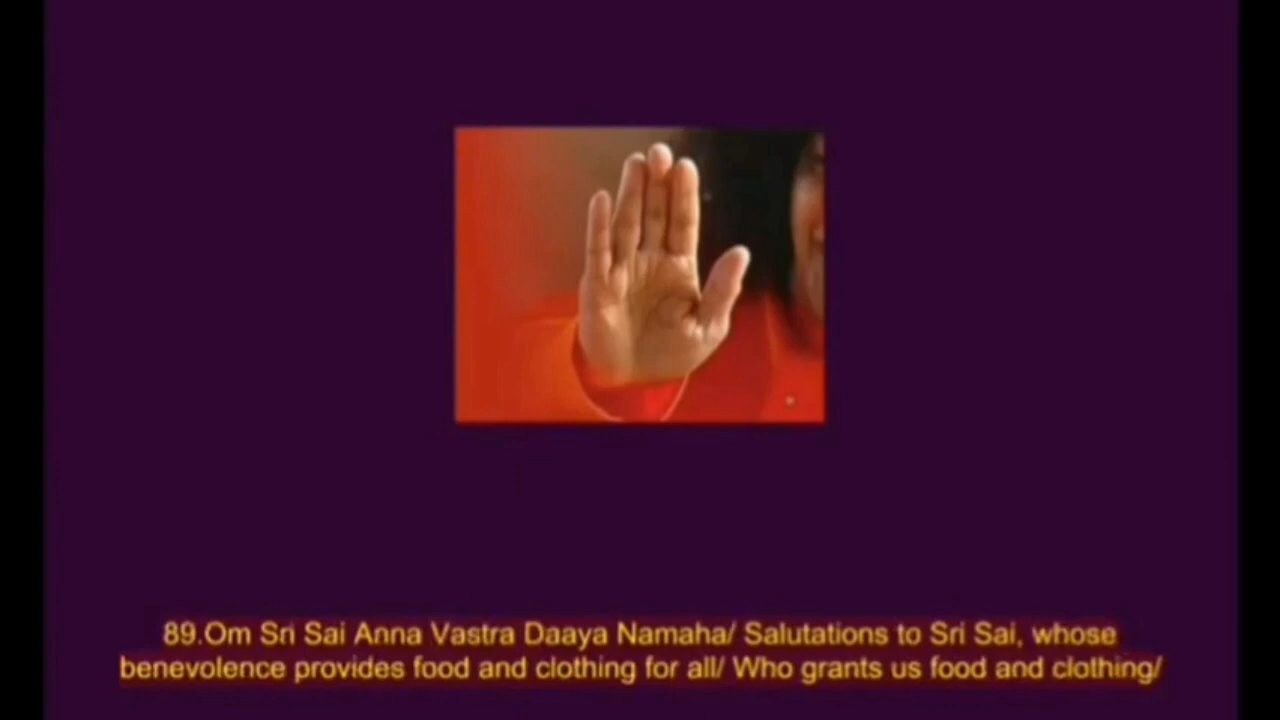 89.Om Sri Sai Anna Vastra Daaya Namaha/ Salutations to Sri Sai, whose
benevolence provides food and clothing for all/ Who grants us food and clothing/